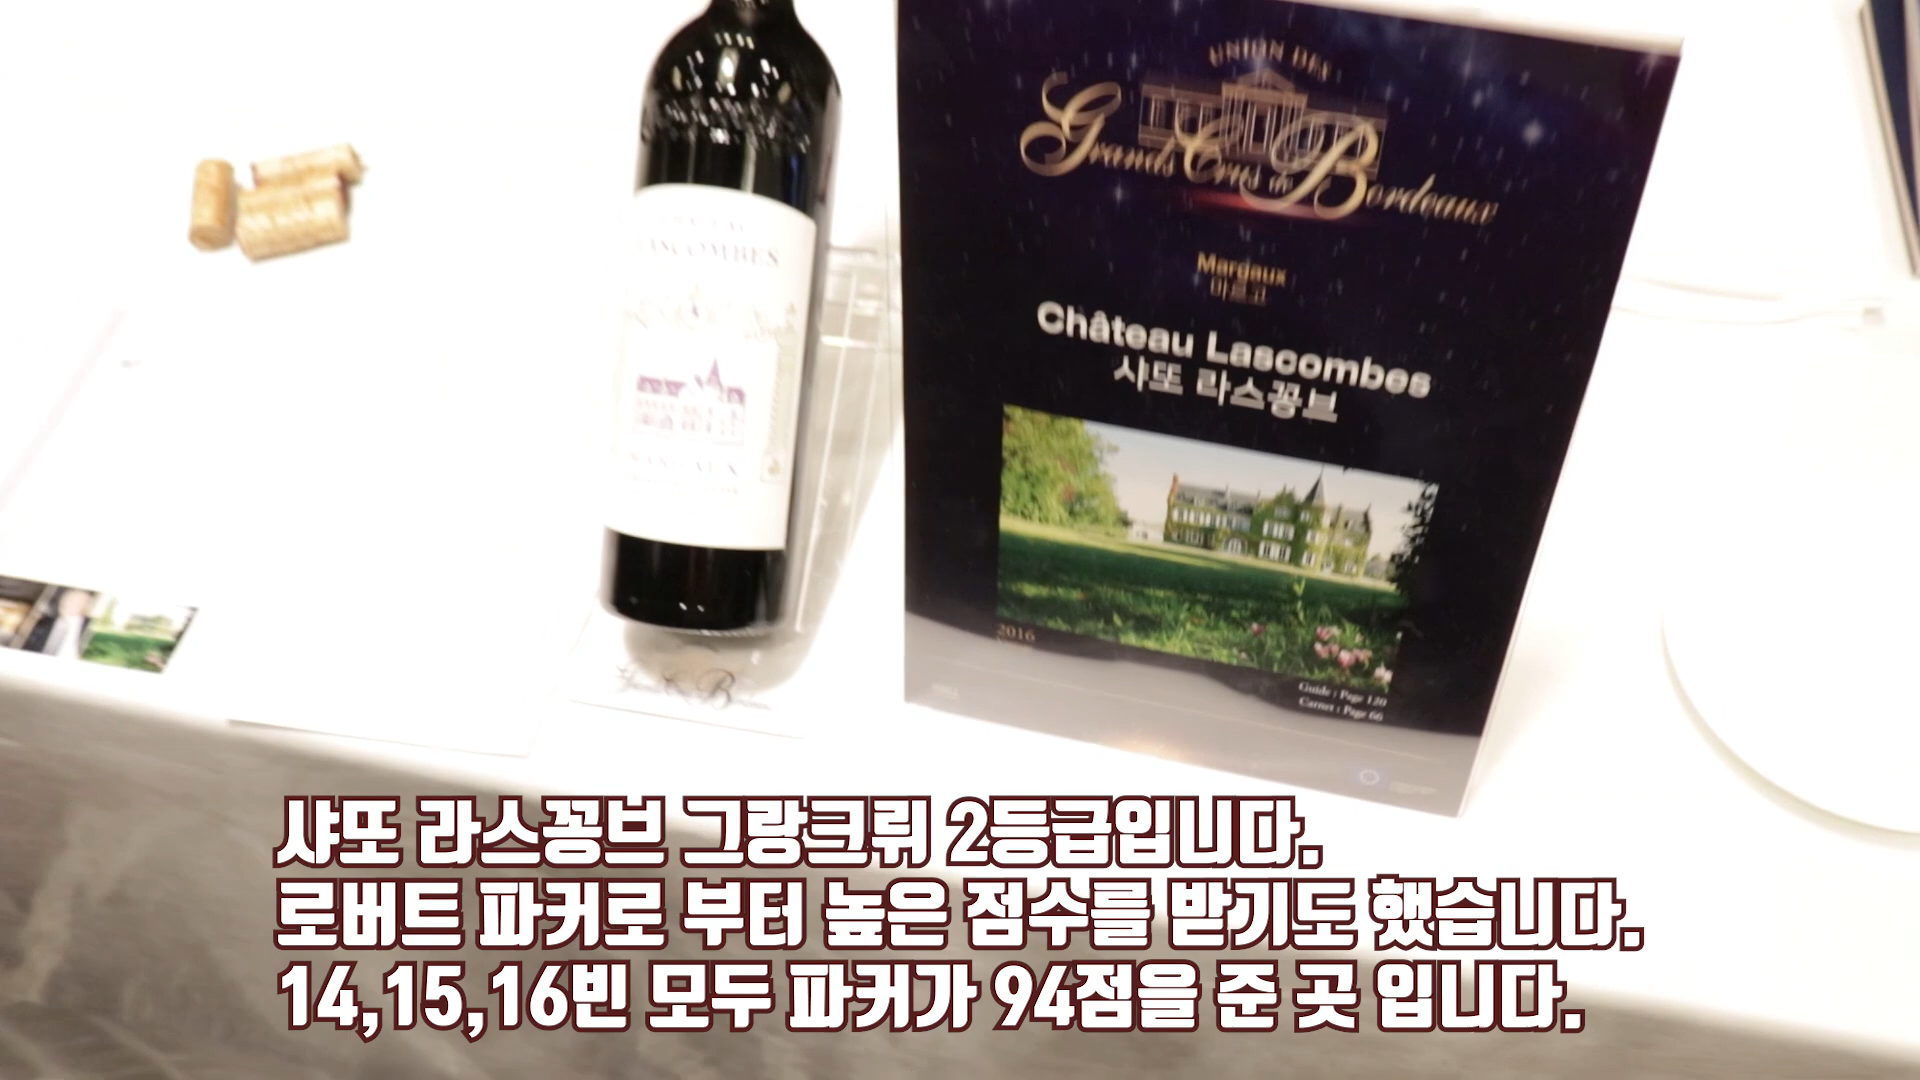 LASCOMBES
MARGAUX
UNION DES
Grands Crus de Bordeaux
Margaux
마르고
Château Lascombes
샤또 라스꽁브
2016
Guide : Page 120
Carnet : Page 66
샤또 라스꽁브 그랑크뤼 2등급입니다.
로버트 파커로 부터 높은 점수를 받기도 했습니다.
14,15,16빈 모두 파커가 94점을 준 곳 입니다.